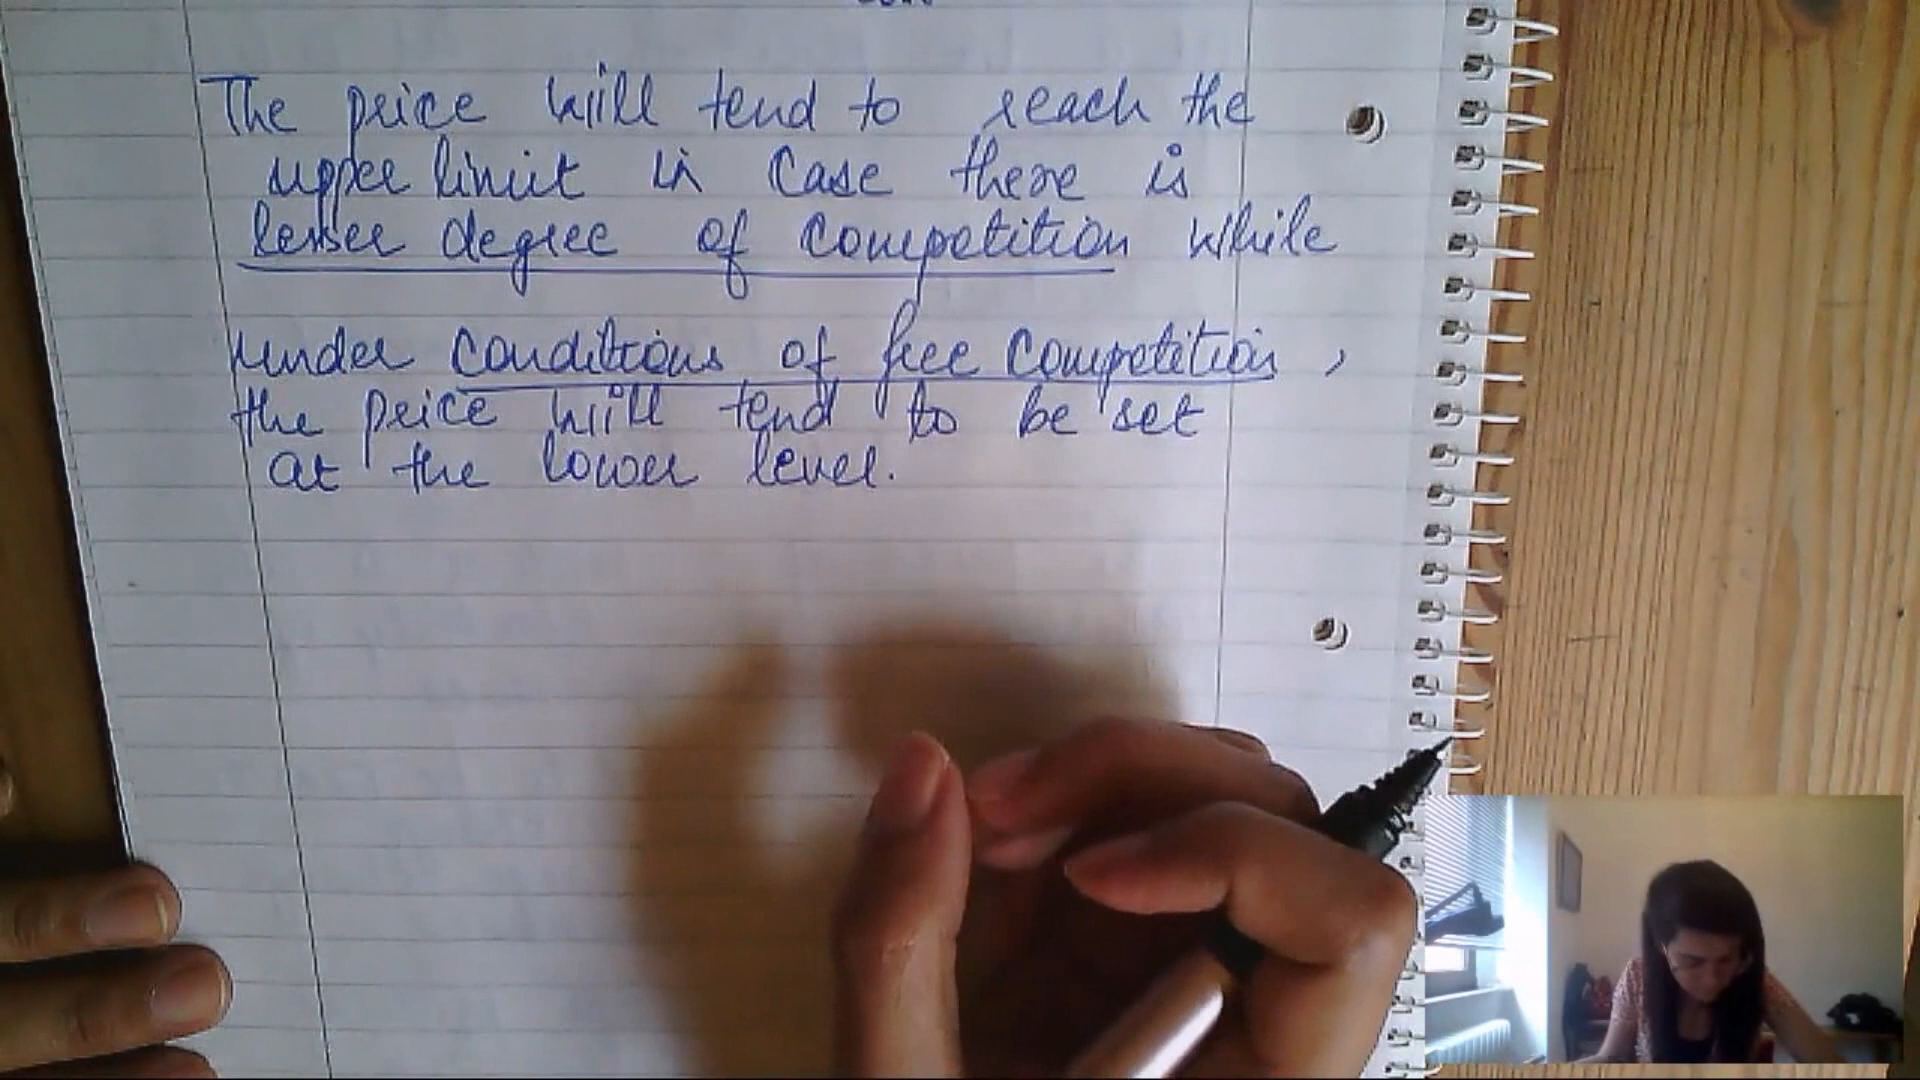 The price will tend to reach the
upper limit in case there is
lesser degree of competition while
under conditions of free competition,
the price will tend to be set
at the lower level.